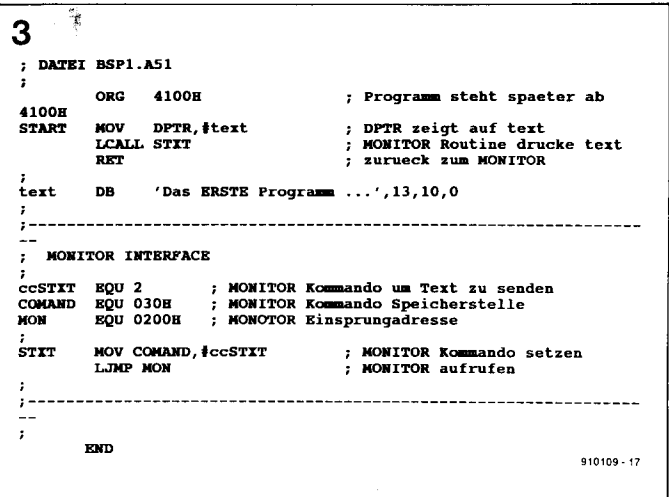 3
; DATEI BSP1.A51
;
ORG 4100H ; Programm steht spaeter ab
4100H
START MOV DPTR,#text ; DPTR zeigt auf text
LCALL STXT ; MONITOR Routine drucke text
RET ; zurueck zum MONITOR
;
text DB 'Das ERSTE Programm ...',13,10,0
;
;-----------------------------------------------------------------
--
; MONITOR INTERFACE
;
ccSTXT EQU 2 ; MONITOR Kommando um Text zu senden
COMAND EQU 030H ; MONITOR Kommando Speicherstelle
MON EQU 0200H ; MONOTOR Einsprungadresse
;
STXT MOV COMAND,#ccSTXT ; MONITOR Kommando setzen
LJMP MON ; MONITOR aufrufen
;
;-----------------------------------------------------------------
--
;
END
910109 - 17